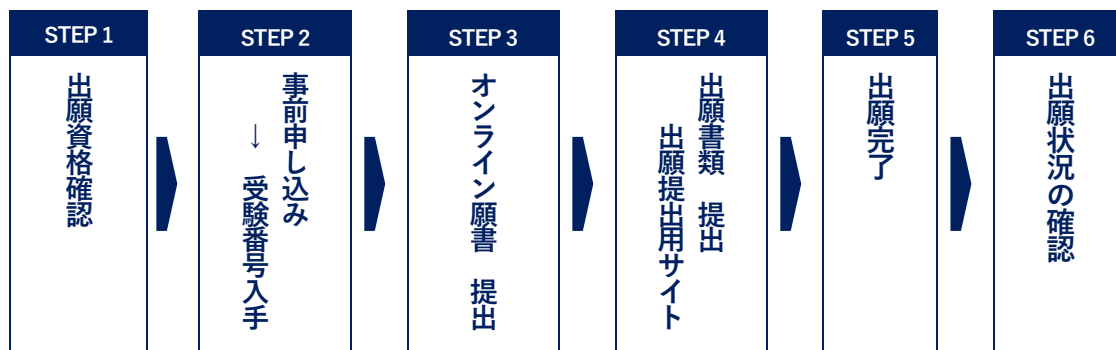 STEP 1
出願資格確認
STEP 2
事前申し込み
↓ 受験番号入手
STEP 3
オンライン願書 提出
STEP 4
出願書類 提出
出願提出用サイト
STEP 5
出願完了
STEP 6
出願状況の確認